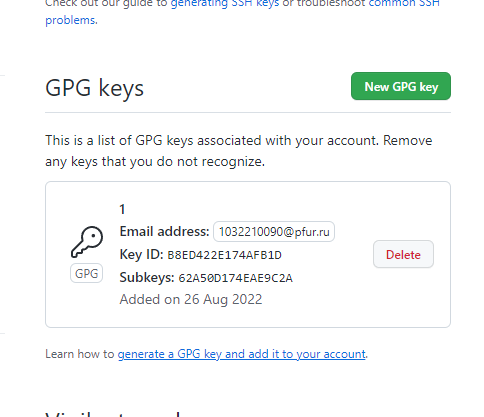 Check out our guide to generating SSH keys or troubleshoot common SSH
problems.
GPG keys
New GPG key
This is a list of GPG keys associated with your account. Remove
any keys that you do not recognize.
1
Email address: 1032210090@pfur.ru
Key ID: B8ED422E174AFB1D
GPG
Subkeys: 62A50D174EAE9C2A
Delete
Added on 26 Aug 2022
Learn how to generate a GPG key and add it to your account.